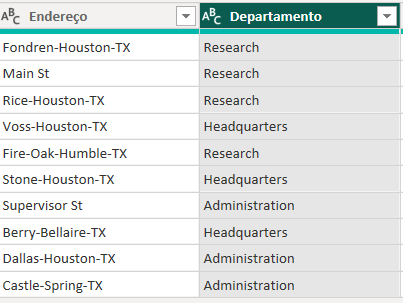 ABC Endereço ABC Departamento
Fondren-Houston-TX Research
Main St Research
Rice-Houston-TX Research
Voss-Houston-TX Headquarters
Fire-Oak-Humble-TX Research
Stone-Houston-TX Headquarters
Supervisor St Administration
Berry-Bellaire-TX Headquarters
Dallas-Houston-TX Administration
Castle-Spring-TX Administration